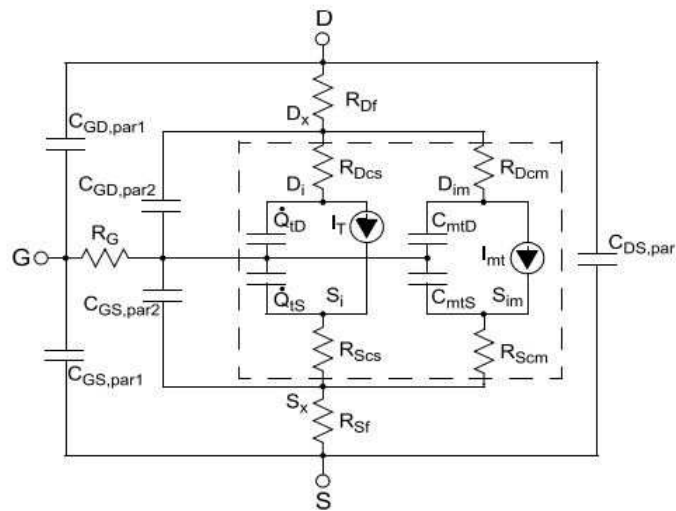 D
R_Df
D_x
C_GD,par1
R_Dcs
R_Dcm
C_GD,par2
D_i
D_im
Q̇_tD
I_T
C_mtD
R_G
G
I_mt
C_DS,par
C_GS,par2
Q̇_tS
S_i
C_mtS
S_im
C_GS,par1
R_Scs
R_Scm
S_x
R_Sf
S